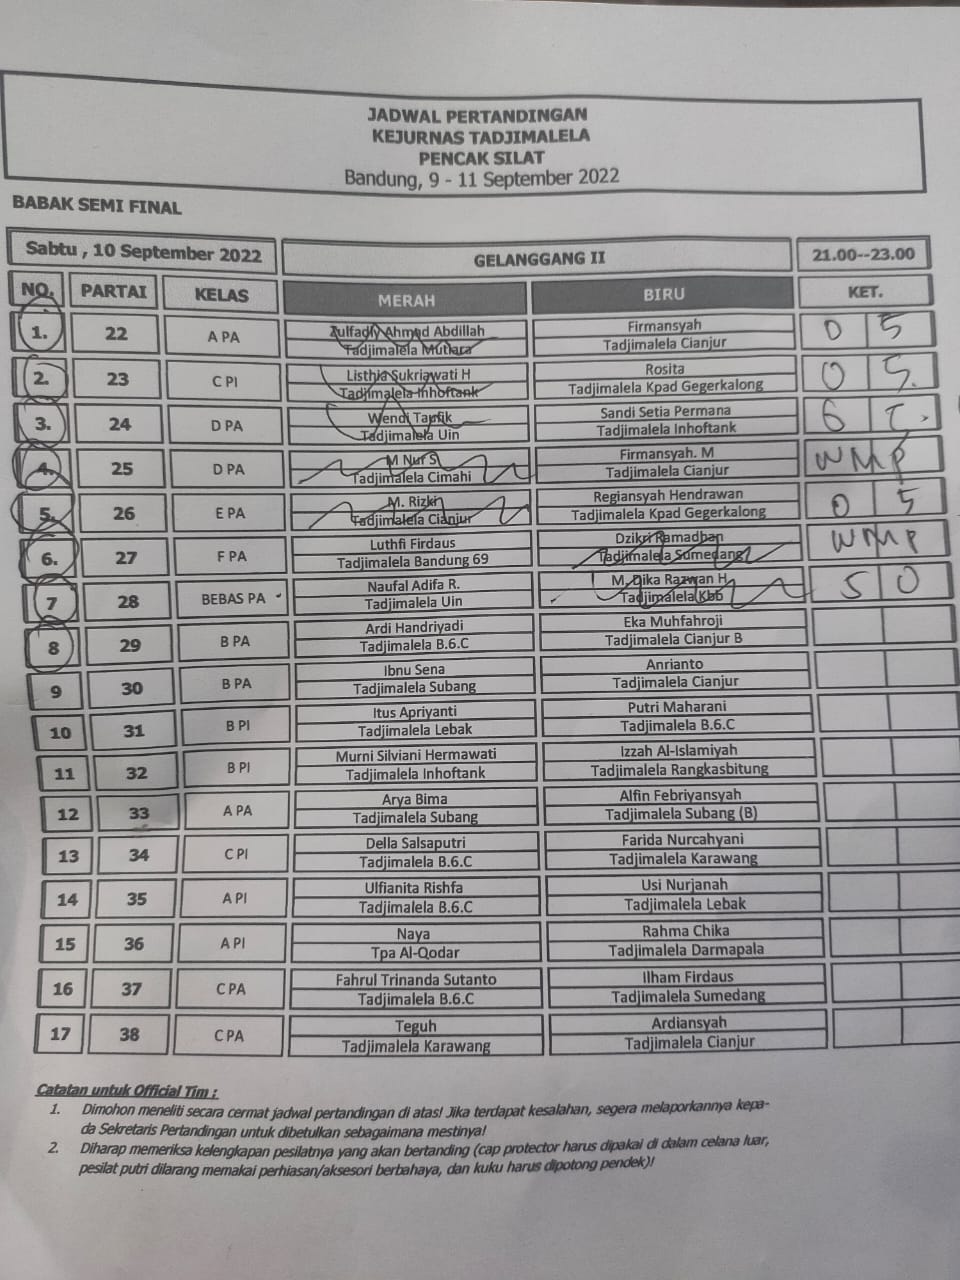 JADWAL PERTANDINGAN
KEJURNAS TADJIMALELA
PENCAK SILAT
Bandung, 9 - 11 September 2022
BABAK SEMI FINAL
Sabtu , 10 September 2022 GELANGGANG II 21.00--23.00
NO. PARTAI KELAS MERAH BIRU KET.
1. 22 A PA Zulfadly Ahmad Abdillah Firmansyah 0 5
Tadjimalela Mutiara Tadjimalela Cianjur
2. 23 C PI Listhia Sukriawati H Rosita 0 5.
Tadjimalela Inhoftank Tadjimalela Kpad Gegerkalong
3. 24 D PA Wendi Taufik Sandi Setia Permana
Tadjimalela Uin Tadjimalela Inhoftank
4. 25 D PA M Nur S Firmansyah. M WMP
Tadjimalela Cimahi Tadjimalela Cianjur
5. 26 E PA M. Rizki Regiansyah Hendrawan 0 5
Tadjimalela Cianjur Tadjimalela Kpad Gegerkalong
6. 27 F PA Luthfi Firdaus Dzikri Ramadhan WMP
Tadjimalela Bandung 69 Tadjimalela Sumedang
7 28 BEBAS PA Naufal Adifa R. M. Dika Razwan H 5 0
Tadjimalela Uin Tadjimalela Kbb
8 29 B PA Ardi Handriyadi Eka Muhfahroji
Tadjimalela B.6.C Tadjimalela Cianjur B
9 30 B PA Ibnu Sena Anrianto
Tadjimalela Subang Tadjimalela Cianjur
10 31 B PI Itus Apriyanti Putri Maharani
Tadjimalela Lebak Tadjimalela B.6.C
11 32 B PI Murni Silviani Hermawati Izzah Al-Islamiyah
Tadjimalela Inhoftank Tadjimalela Rangkasbitung
12 33 A PA Arya Bima Alfin Febriyansyah
Tadjimalela Subang Tadjimalela Subang (B)
13 34 C PI Della Salsaputri Farida Nurcahyani
Tadjimalela B.6.C Tadjimalela Karawang
14 35 A PI Ulfianita Rishfa Usi Nurjanah
Tadjimalela B.6.C Tadjimalela Lebak
15 36 A PI Naya Rahma Chika
Tpa Al-Qodar Tadjimalela Darmapala
16 37 C PA Fahrul Trinanda Sutanto Ilham Firdaus
Tadjimalela B.6.C Tadjimalela Sumedang
17 38 C PA Teguh Ardiansyah
Tadjimalela Karawang Tadjimalela Cianjur
Catatan untuk Official Tim :
1. Dimohon meneliti secara cermat jadwal pertandingan di atas! Jika terdapat kesalahan, segera melaporkannya kepa-
da Sekretaris Pertandingan untuk dibetulkan sebagaimana mestinya!
2. Diharap memeriksa kelengkapan pesilatnya yang akan bertanding (cap protector harus dipakai di dalam celana luar,
pesilat putri dilarang memakai perhiasan/aksesori berbahaya, dan kuku harus dipotong pendek)!